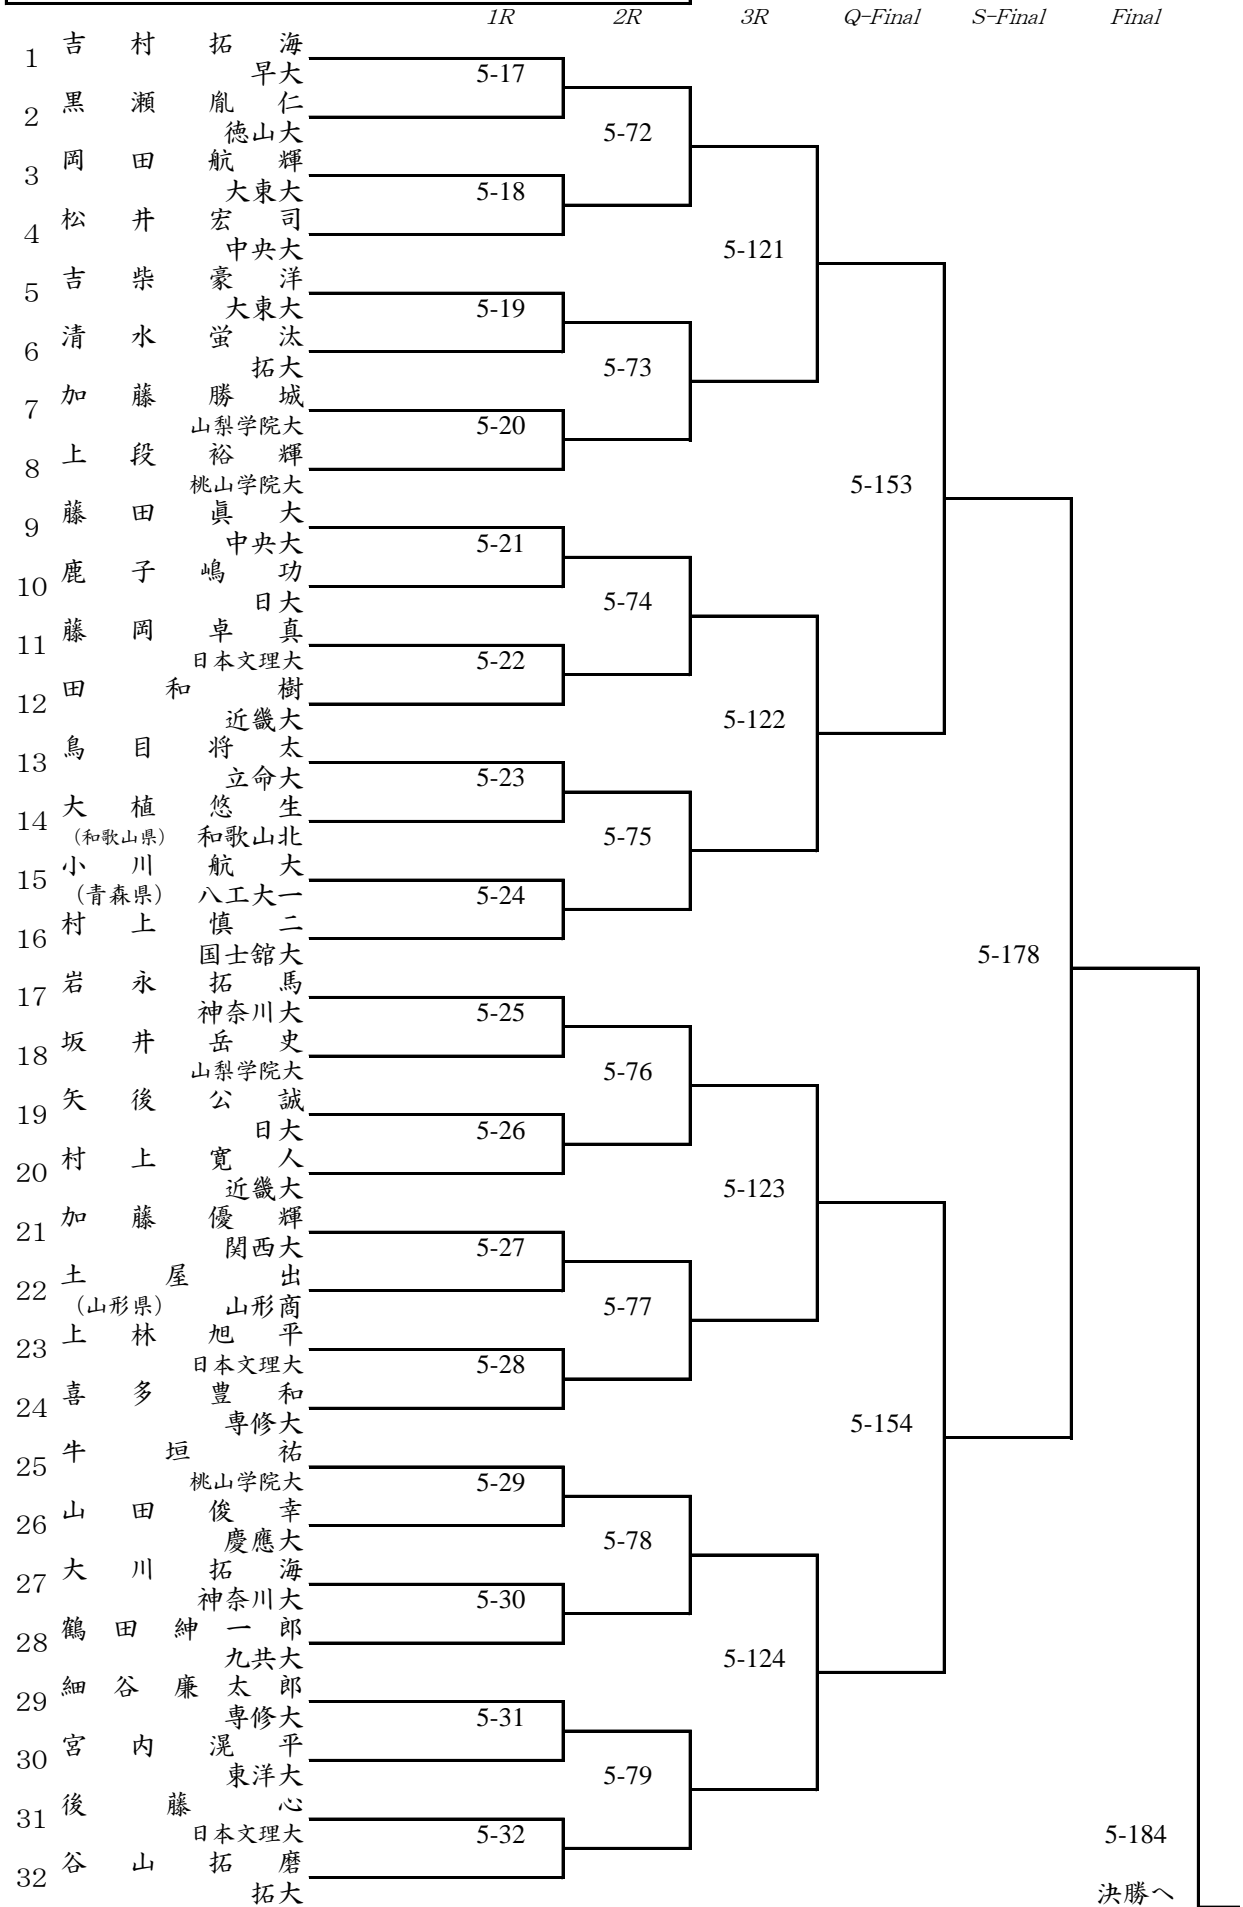 1R 2R 3R Q-Final S-Final Final
1 吉村拓海
早大 5-17
2 黒瀬胤仁
徳山大 5-72
3 岡田航輝
大東大 5-18
4 松井宏司
中央大 5-121
5 吉柴豪洋
大東大 5-19
6 清水蛍汰
拓大 5-73
7 加藤勝城
山梨学院大 5-20
8 上段裕輝
桃山学院大 5-153
9 藤田眞大
中央大 5-21
10 鹿子嶋功
日大 5-74
11 藤岡卓真
日本文理大 5-22
12 田和樹
近畿大 5-122
13 鳥目将太
立命大 5-23
14 大植悠生
(和歌山県) 和歌山北 5-75
15 小川航大
(青森県) 八工大一 5-24
16 村上慎二
国士舘大 5-178
17 岩永拓馬
神奈川大 5-25
18 坂井岳史
山梨学院大 5-76
19 矢後公誠
日大 5-26
20 村上寛人
近畿大 5-123
21 加藤優輝
関西大 5-27
22 土屋出
(山形県) 山形商 5-77
23 上林旭平
日本文理大 5-28
24 喜多豊和
専修大 5-154
25 牛垣祐
桃山学院大 5-29
26 山田俊幸
慶應大 5-78
27 大川拓海
神奈川大 5-30
28 鶴田紳一郎
九共大 5-124
29 細谷廉太郎
専修大 5-31
30 宮内滉平
東洋大 5-79
31 後藤心
日本文理大 5-32 5-184
32 谷山拓磨
拓大 決勝へ